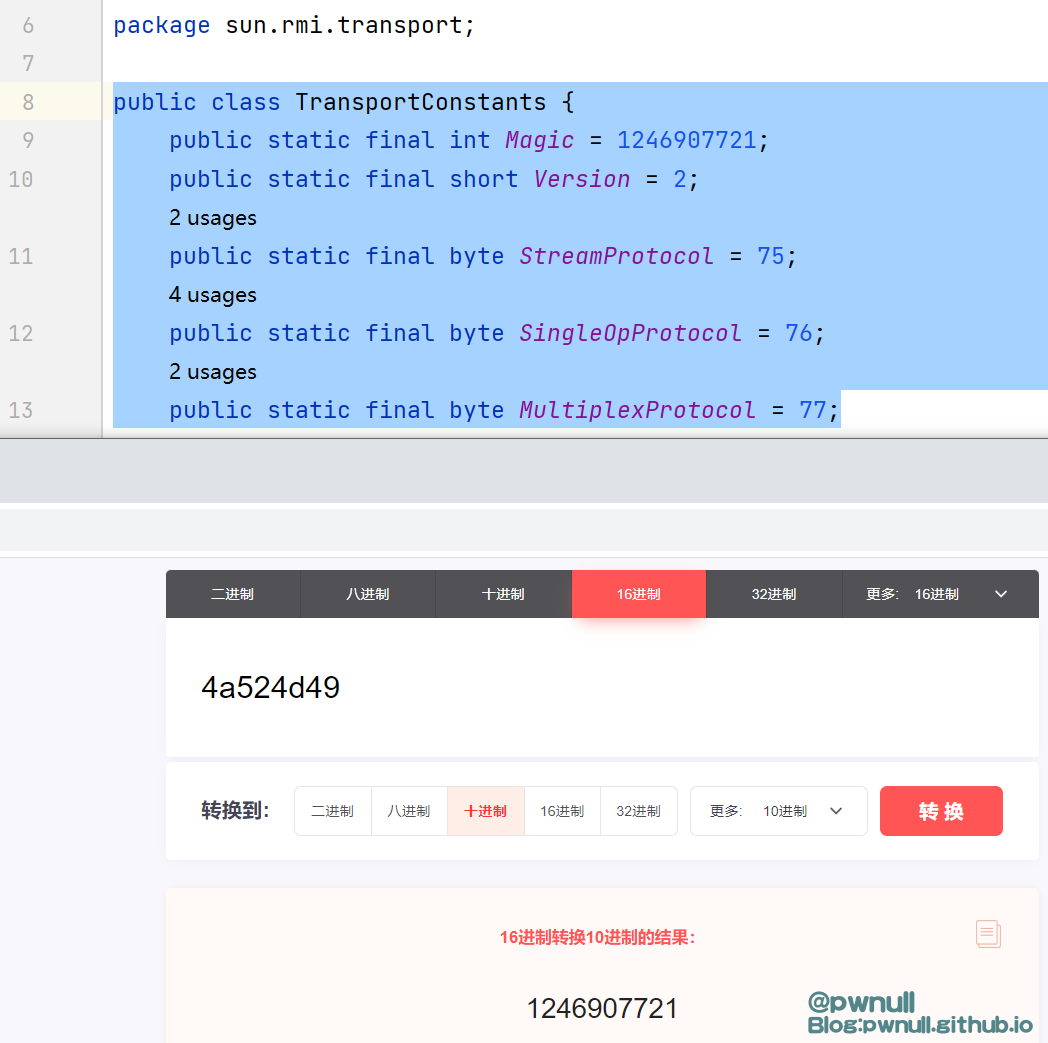 6 package sun.rmi.transport;
7
8 public class TransportConstants {
9 public static final int Magic = 1246907721;
10 public static final short Version = 2;
2 usages
11 public static final byte StreamProtocol = 75;
4 usages
12 public static final byte SingleOpProtocol = 76;
2 usages
13 public static final byte MultiplexProtocol = 77;
二进制 八进制 十进制 16进制 32进制 更多: 16进制
4a524d49
转换到: 二进制 八进制 十进制 16进制 32进制 更多: 10进制 转 换
16进制转换10进制的结果:
1246907721
@pwnull
Blog:pwnull.github.io